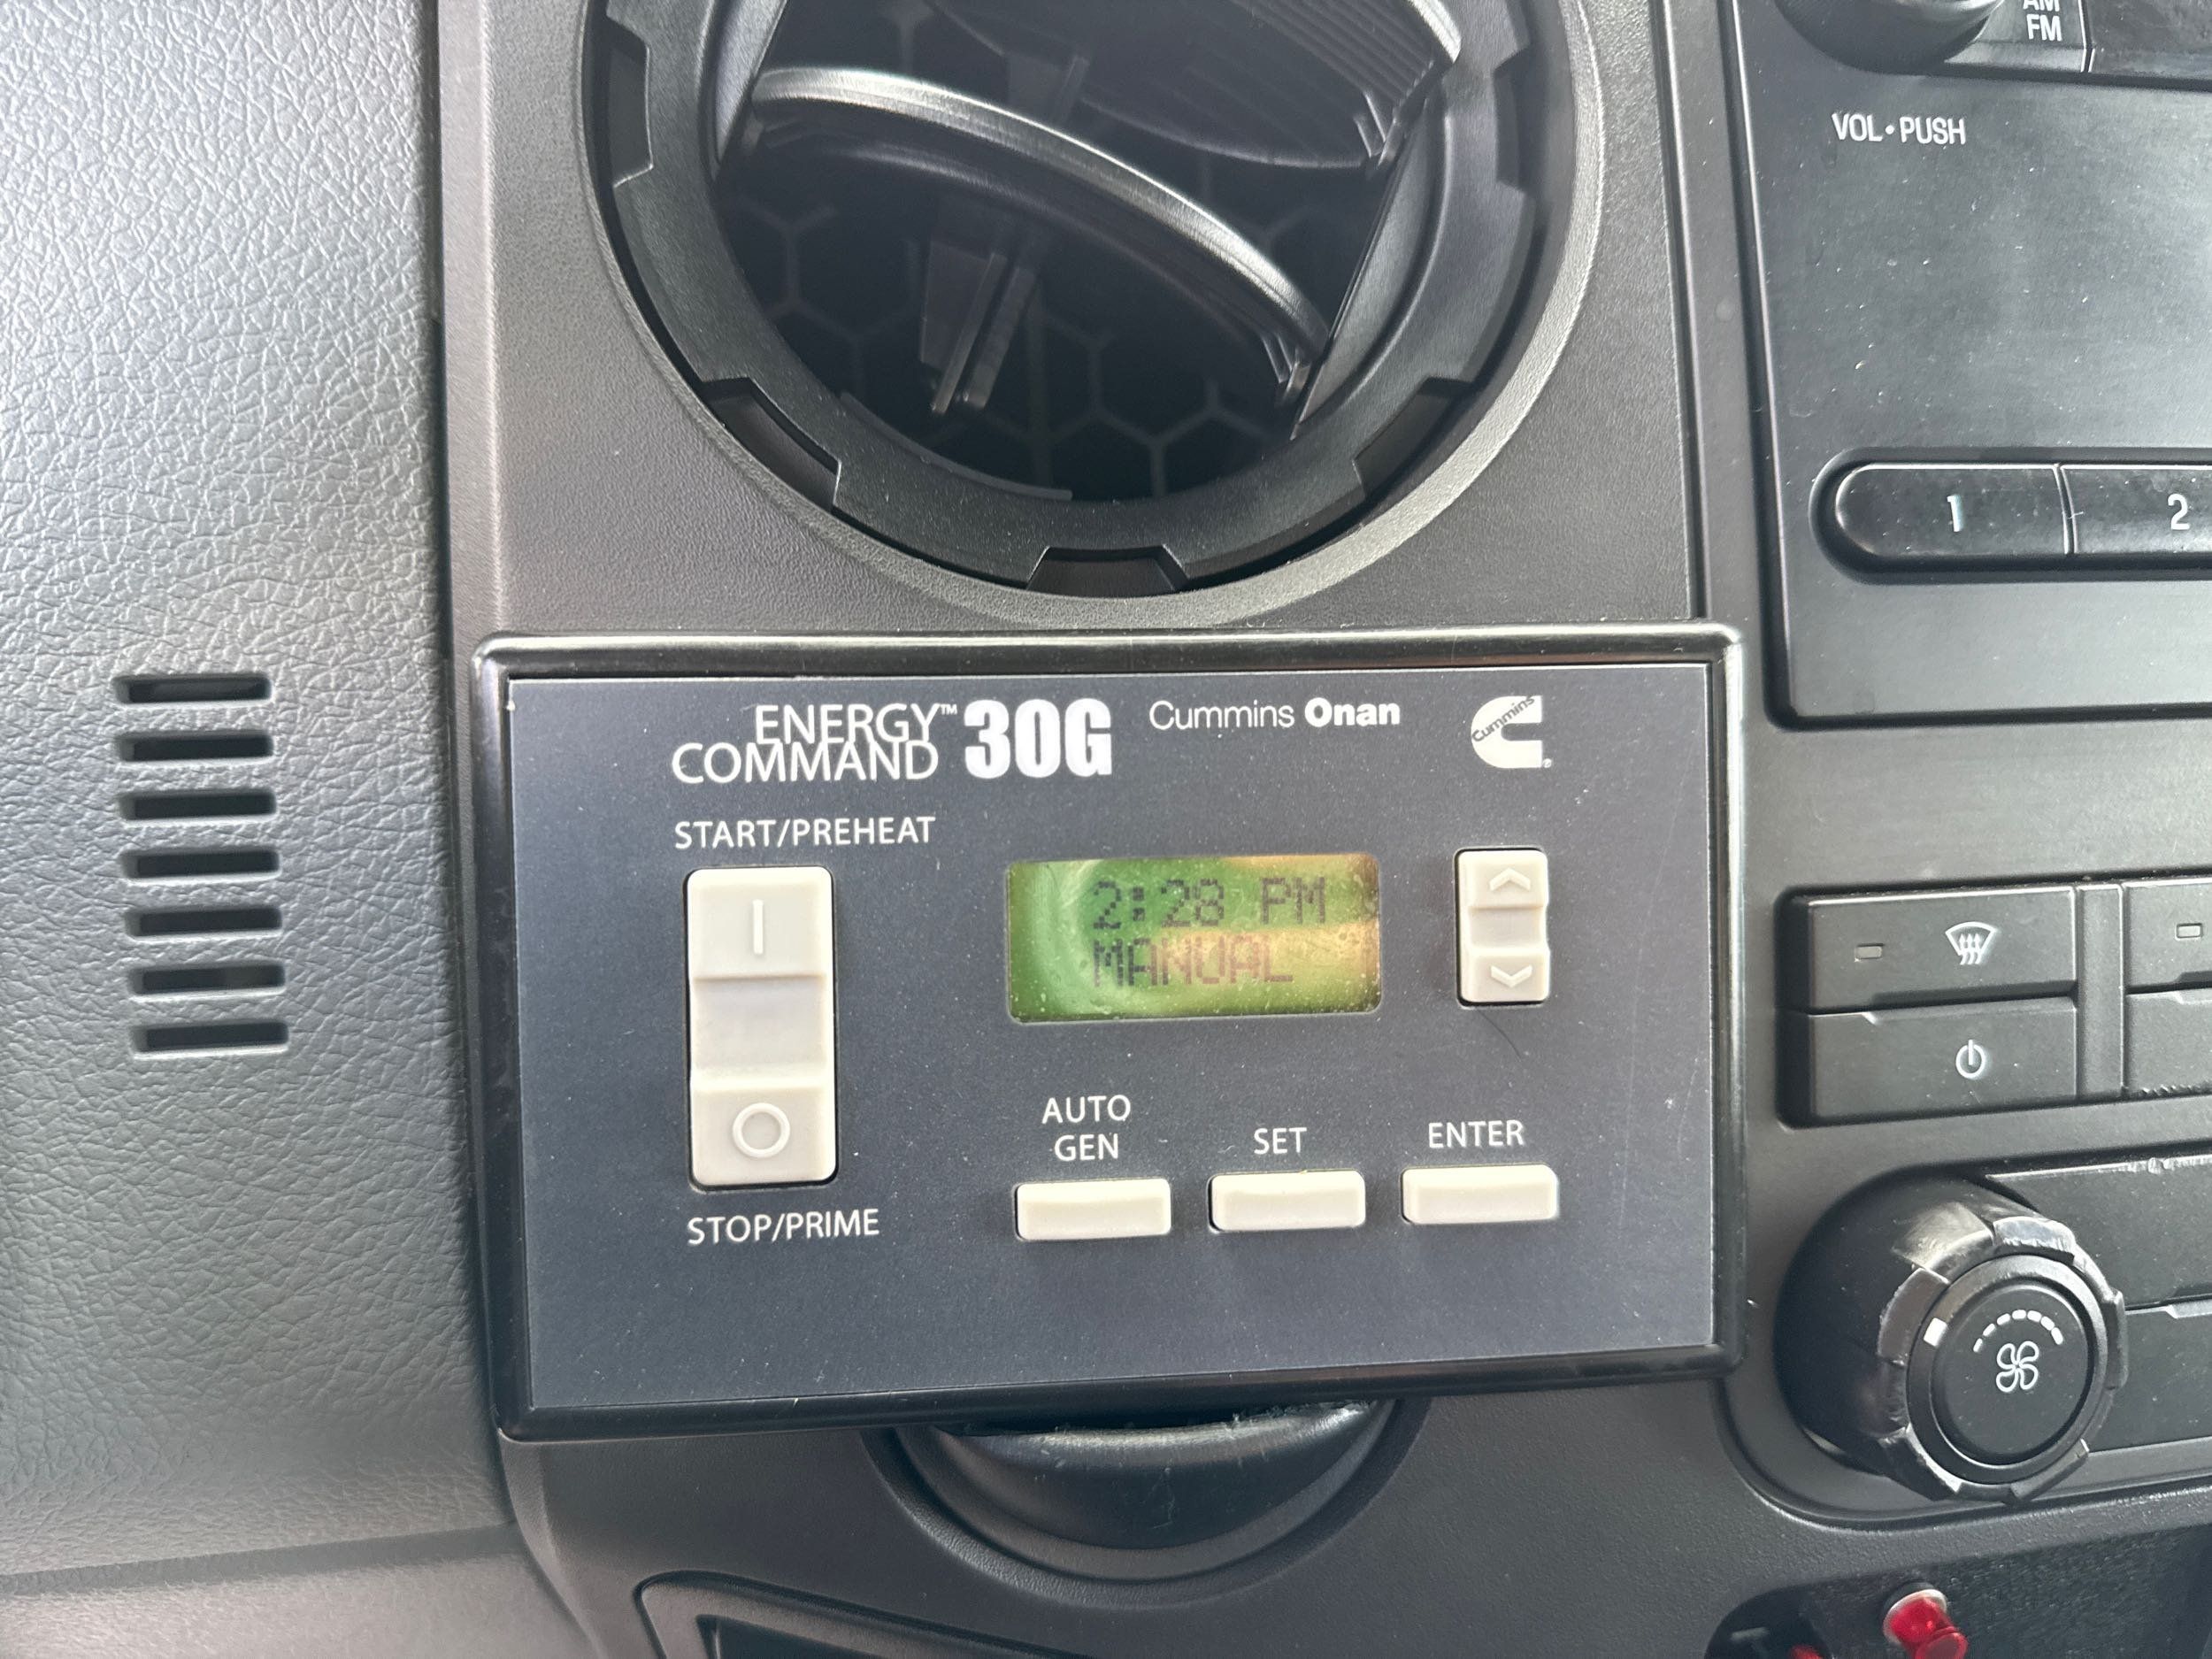 AM
FM
VOL•PUSH
1
2
ENERGY™
COMMAND 30G
Cummins Onan
Cummins
START/PREHEAT
2:28 PM
MANUAL
AUTO
GEN
SET
ENTER
STOP/PRIME